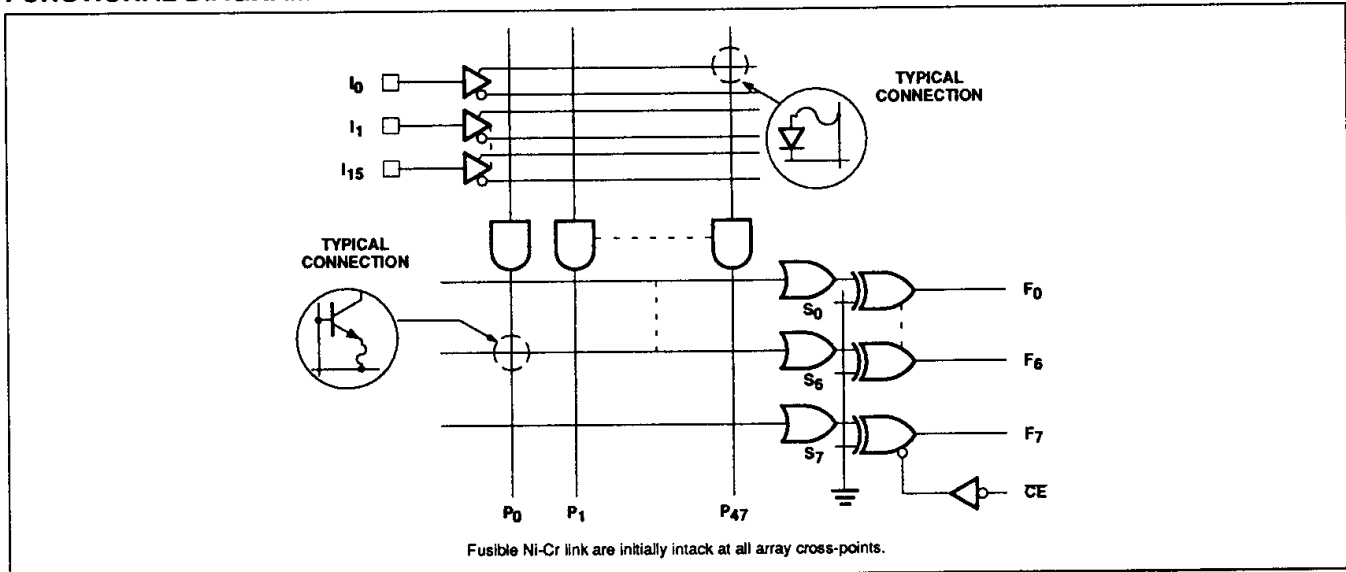 I0
TYPICAL
CONNECTION
I1
I15
TYPICAL
CONNECTION
S0
F0
S6
F6
S7
F7
CE
P0 P1 P47
Fusible Ni-Cr link are initially intack at all array cross-points.